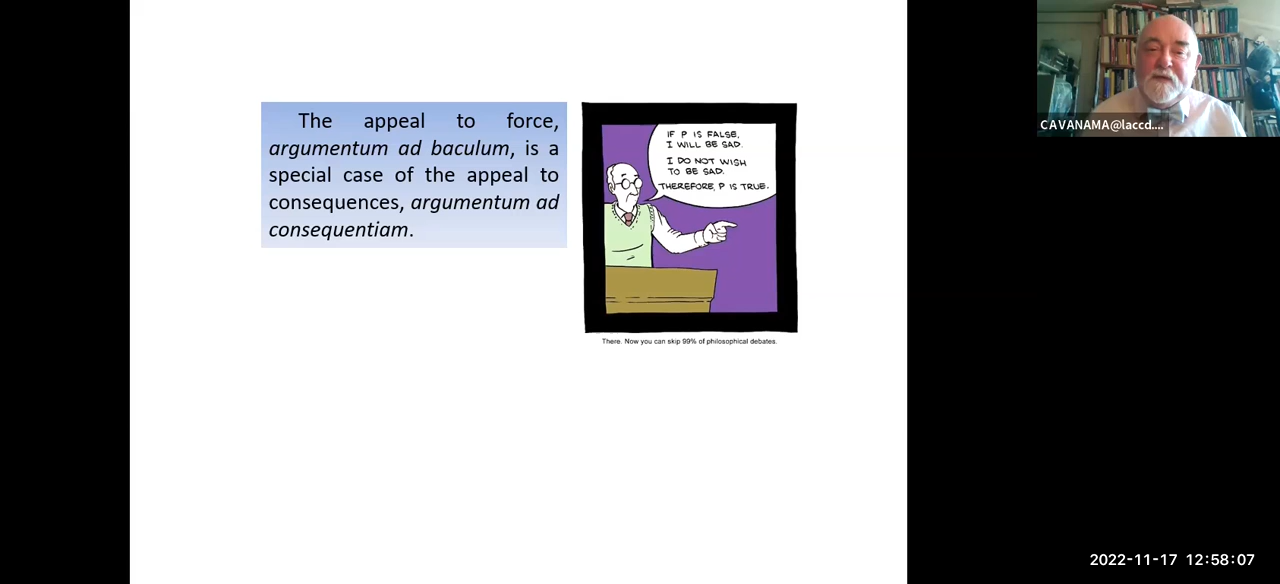 The appeal to force,
argumentum ad baculum, is a
special case of the appeal to
consequences, argumentum ad
consequentiam.
IF P IS FALSE,
I WILL BE SAD.
I DO NOT WISH
TO BE SAD.
THEREFORE, P IS TRUE.
There. Now you can skip 99% of philosophical debates.
CAVANAMA@laccd....
2022-11-17 12:58:07